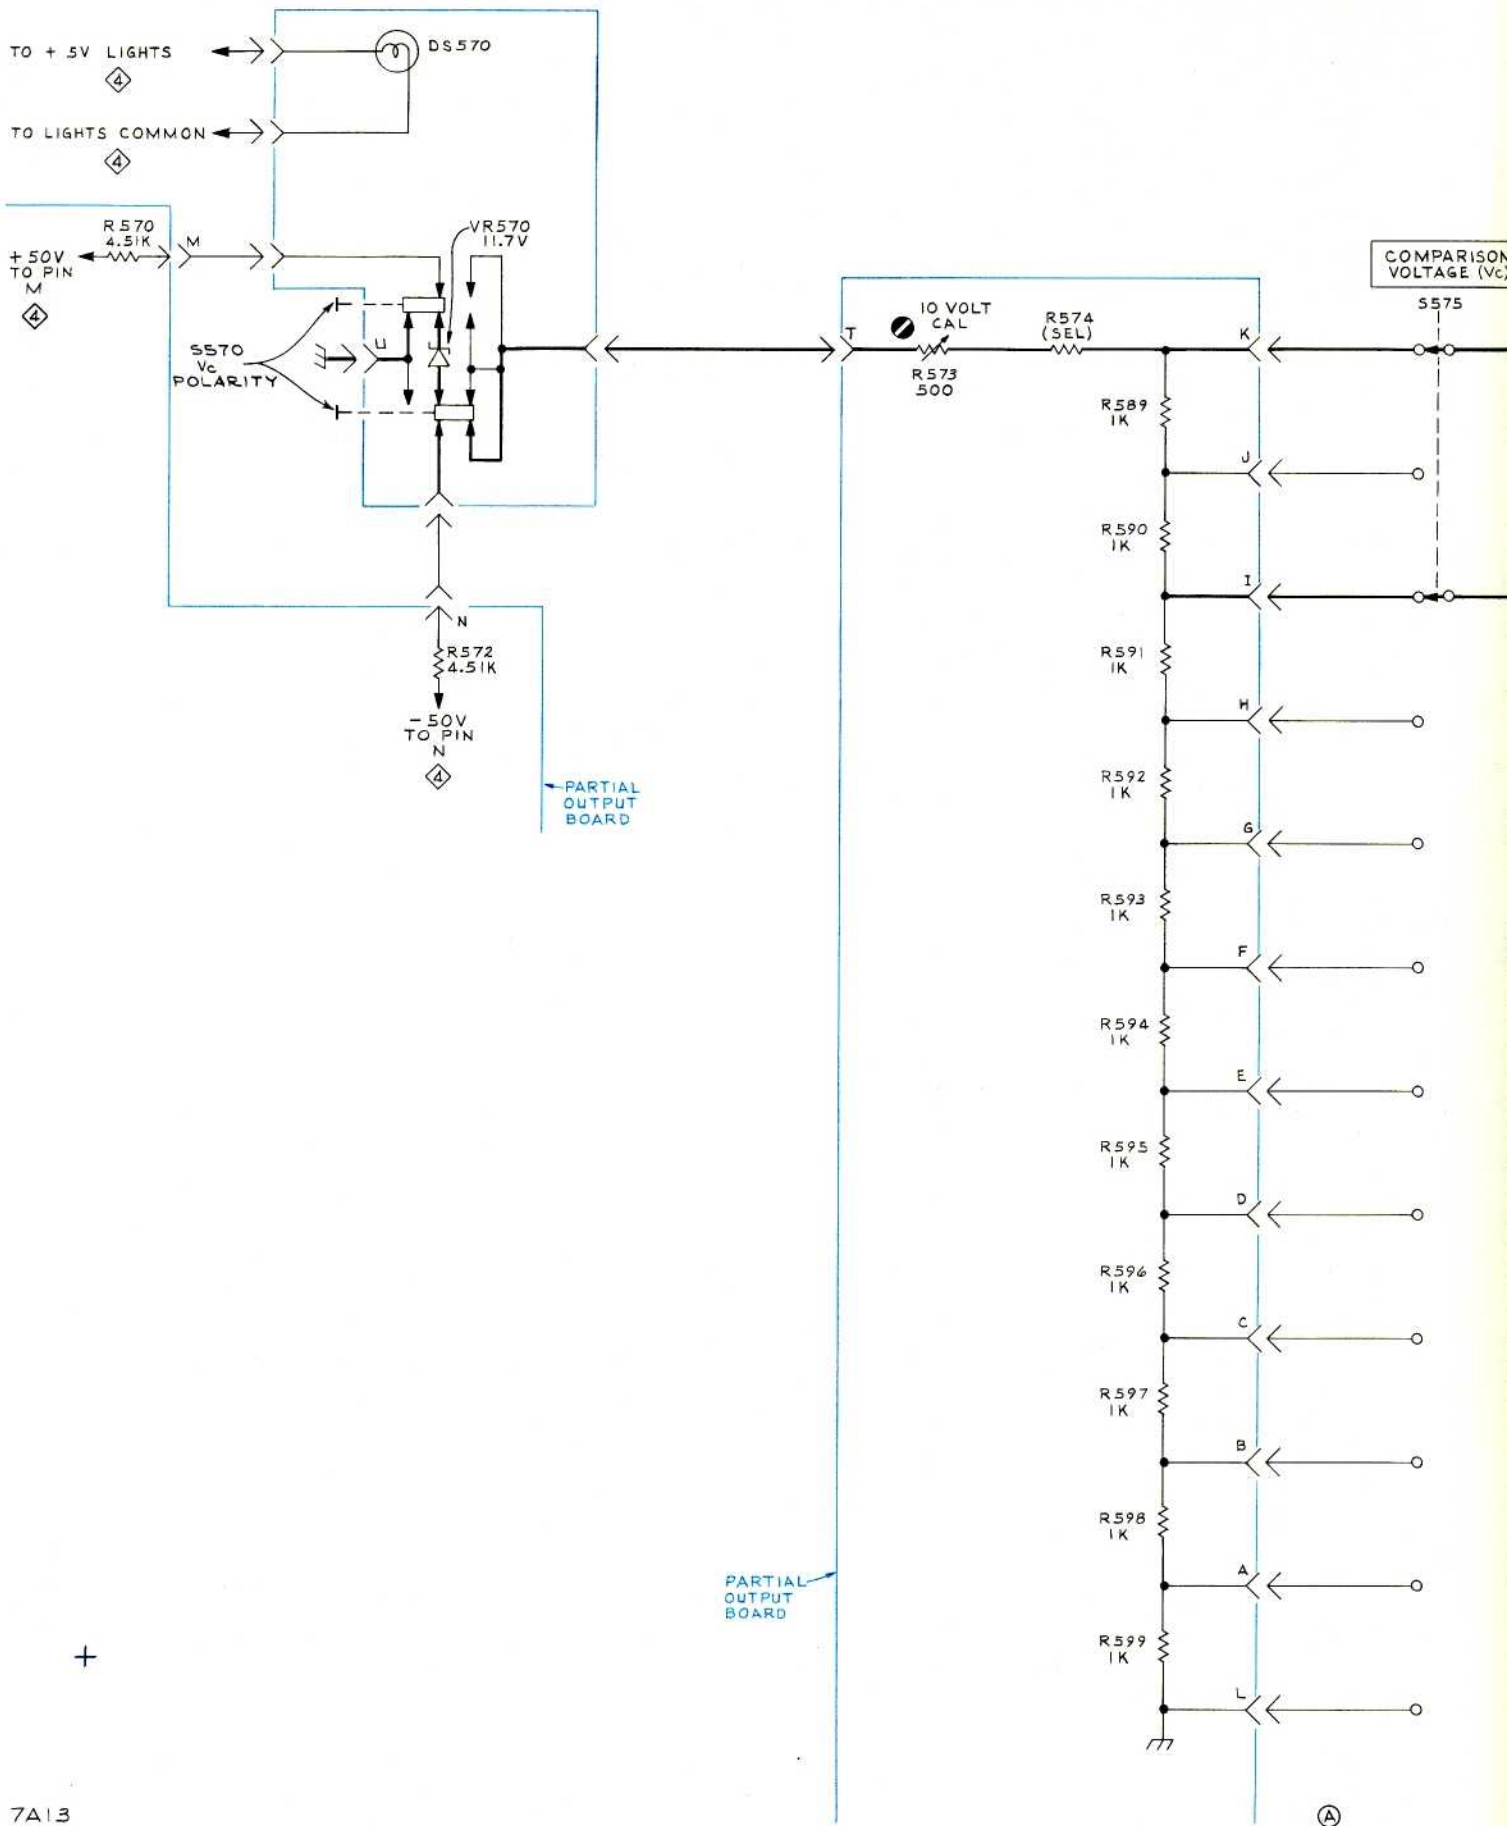 TO + 5V LIGHTS
4
DS570
TO LIGHTS COMMON
4
R570
4.51K
M
+50V
TO PIN
M
4
VR570
11.7V
S570
Vc
POLARITY
U
N
R572
4.51K
-50V
TO PIN
N
4
PARTIAL
OUTPUT
BOARD
T
10 VOLT
CAL
R573
500
R574
(SEL)
COMPARISON
VOLTAGE (Vc)
S575
K
R589
1K
J
R590
1K
I
R591
1K
H
R592
1K
G
R593
1K
F
R594
1K
E
R595
1K
D
R596
1K
C
R597
1K
B
R598
1K
A
PARTIAL
OUTPUT
BOARD
R599
1K
L
7A13
A